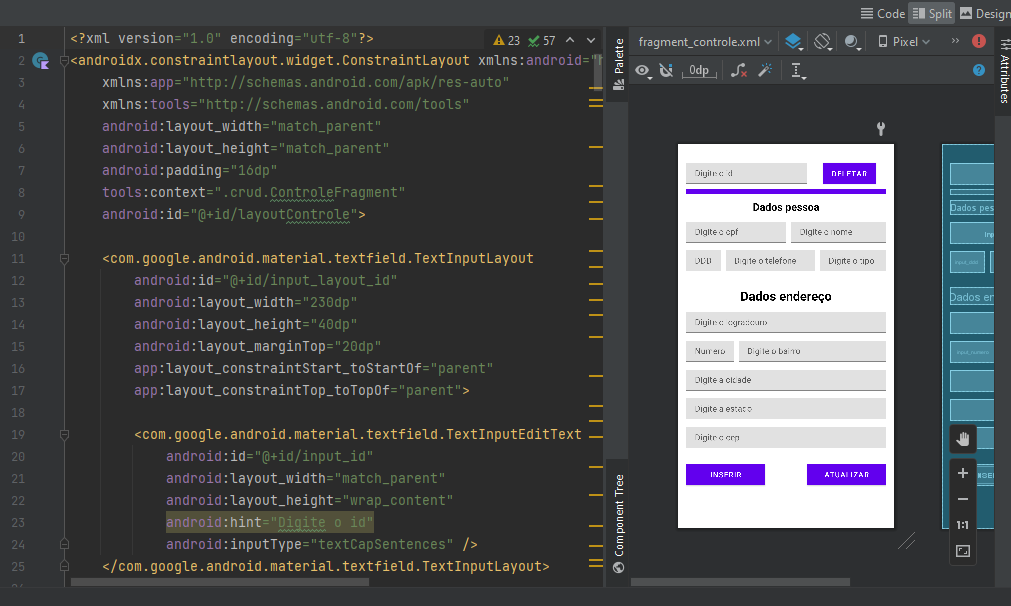 Code Split Design
1 <?xml version="1.0" encoding="utf-8"?>
23 57
2 <androidx.constraintlayout.widget.ConstraintLayout xmlns:android="
3 xmlns:app="http://schemas.android.com/apk/res-auto"
4 xmlns:tools="http://schemas.android.com/tools"
5 android:layout_width="match_parent"
6 android:layout_height="match_parent"
7 android:padding="16dp"
8 tools:context=".crud.ControleFragment"
9 android:id="@+id/layoutControle">
10
11 <com.google.android.material.textfield.TextInputLayout
12 android:id="@+id/input_layout_id"
13 android:layout_width="230dp"
14 android:layout_height="40dp"
15 android:layout_marginTop="20dp"
16 app:layout_constraintStart_toStartOf="parent"
17 app:layout_constraintTop_toTopOf="parent">
18
19 <com.google.android.material.textfield.TextInputEditText
20 android:id="@+id/input_id"
21 android:layout_width="match_parent"
22 android:layout_height="wrap_content"
23 android:hint="Digite o id"
24 android:inputType="textCapSentences" />
25 </com.google.android.material.textfield.TextInputLayout>
Palette
Component Tree
fragment_controle.xml Pixel
0dp
Attributes
Digite o id DELETAR
Dados pessoa
Digite o cpf Digite o nome
DDD Digite o telefone Digite o tipo
Dados endereço
Digite o logradouro
Numero Digite o bairro
Digite a cidade
Digite a estado
Digite o cep
INSERIR ATUALIZAR
Dados pes
Dados en
input_numero
1:1